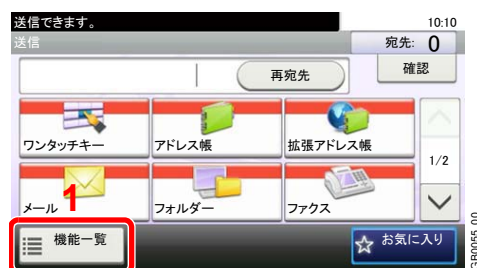 送信できます。
10:10
送信
宛先: 0
再宛先
確認
ワンタッチキー
アドレス帳
拡張アドレス帳
1/2
メール
1
フォルダー
ファクス
機能一覧
お気に入り
GB0055_00